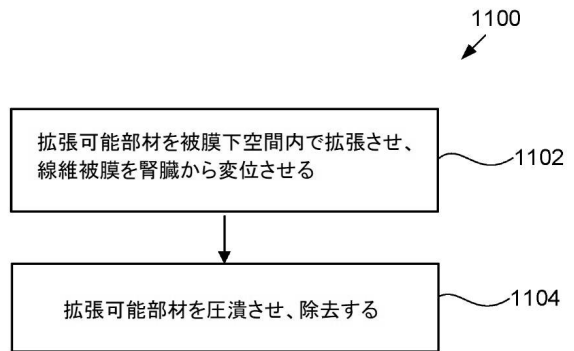 1100
拡張可能部材を被膜下空間内で拡張させ、
線維被膜を腎臓から変位させる
1102
拡張可能部材を圧潰させ、除去する
1104